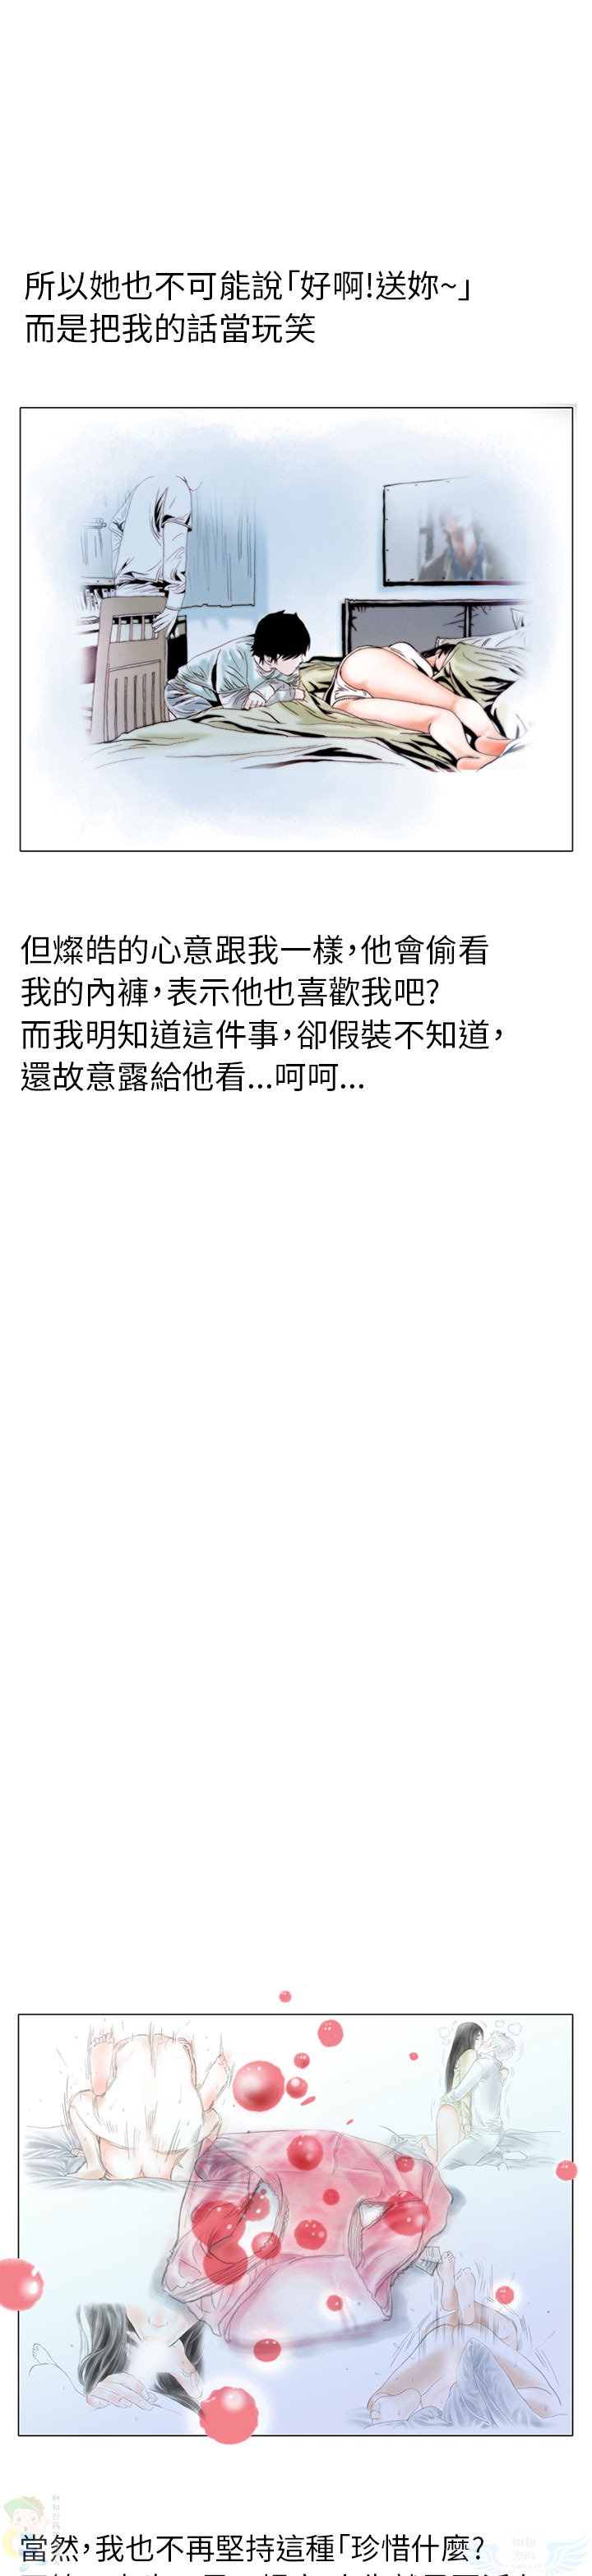 所以她也不可能說「好啊!送妳~」
而是把我的話當玩笑
但燦皓的心意跟我一樣,他會偷看
我的內褲,表示他也喜歡我吧?
而我明知道這件事,卻假裝不知道,
還故意露給他看...呵呵...
當然,我也不再堅持這種「珍惜什麼?